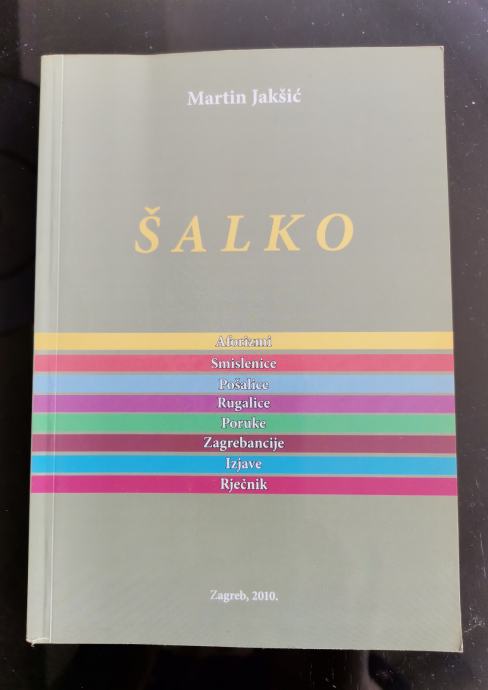 Martin Jakšić
ŠALKO
Aforizmi
Smislenice
Pošalice
Rugalice
Poruke
Zagrebancije
Izjave
Rječnik
Zagreb, 2010.